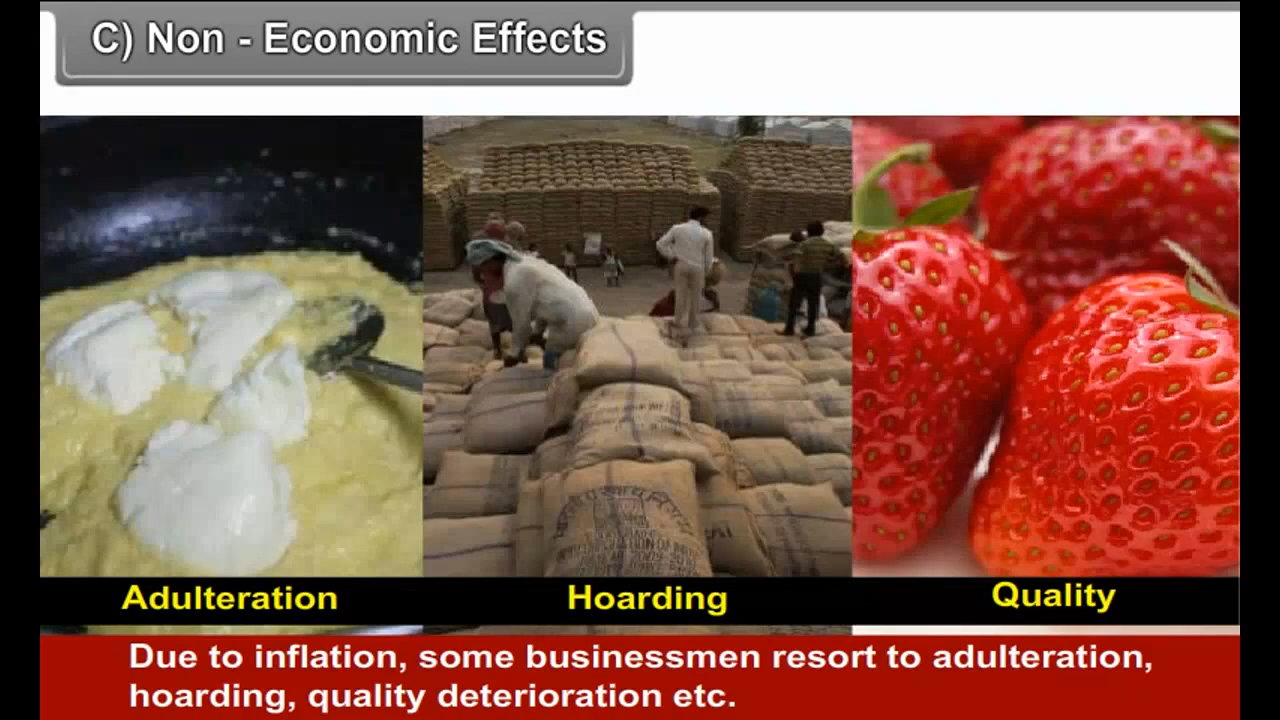 C) Non - Economic Effects
Adulteration
Hoarding
Quality
Due to inflation, some businessmen resort to adulteration,
hoarding, quality deterioration etc.